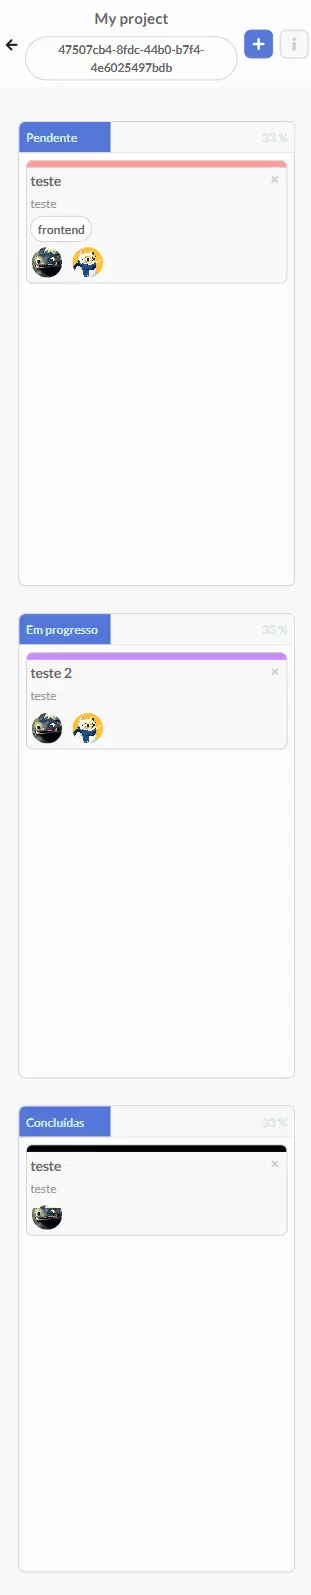 My project
47507cb4-8fdc-44b0-b7f4-
4e6025497bdb
Pendente 33 %
teste
teste
frontend
Em progresso 33 %
teste 2
teste
Concluídas 33 %
teste
teste